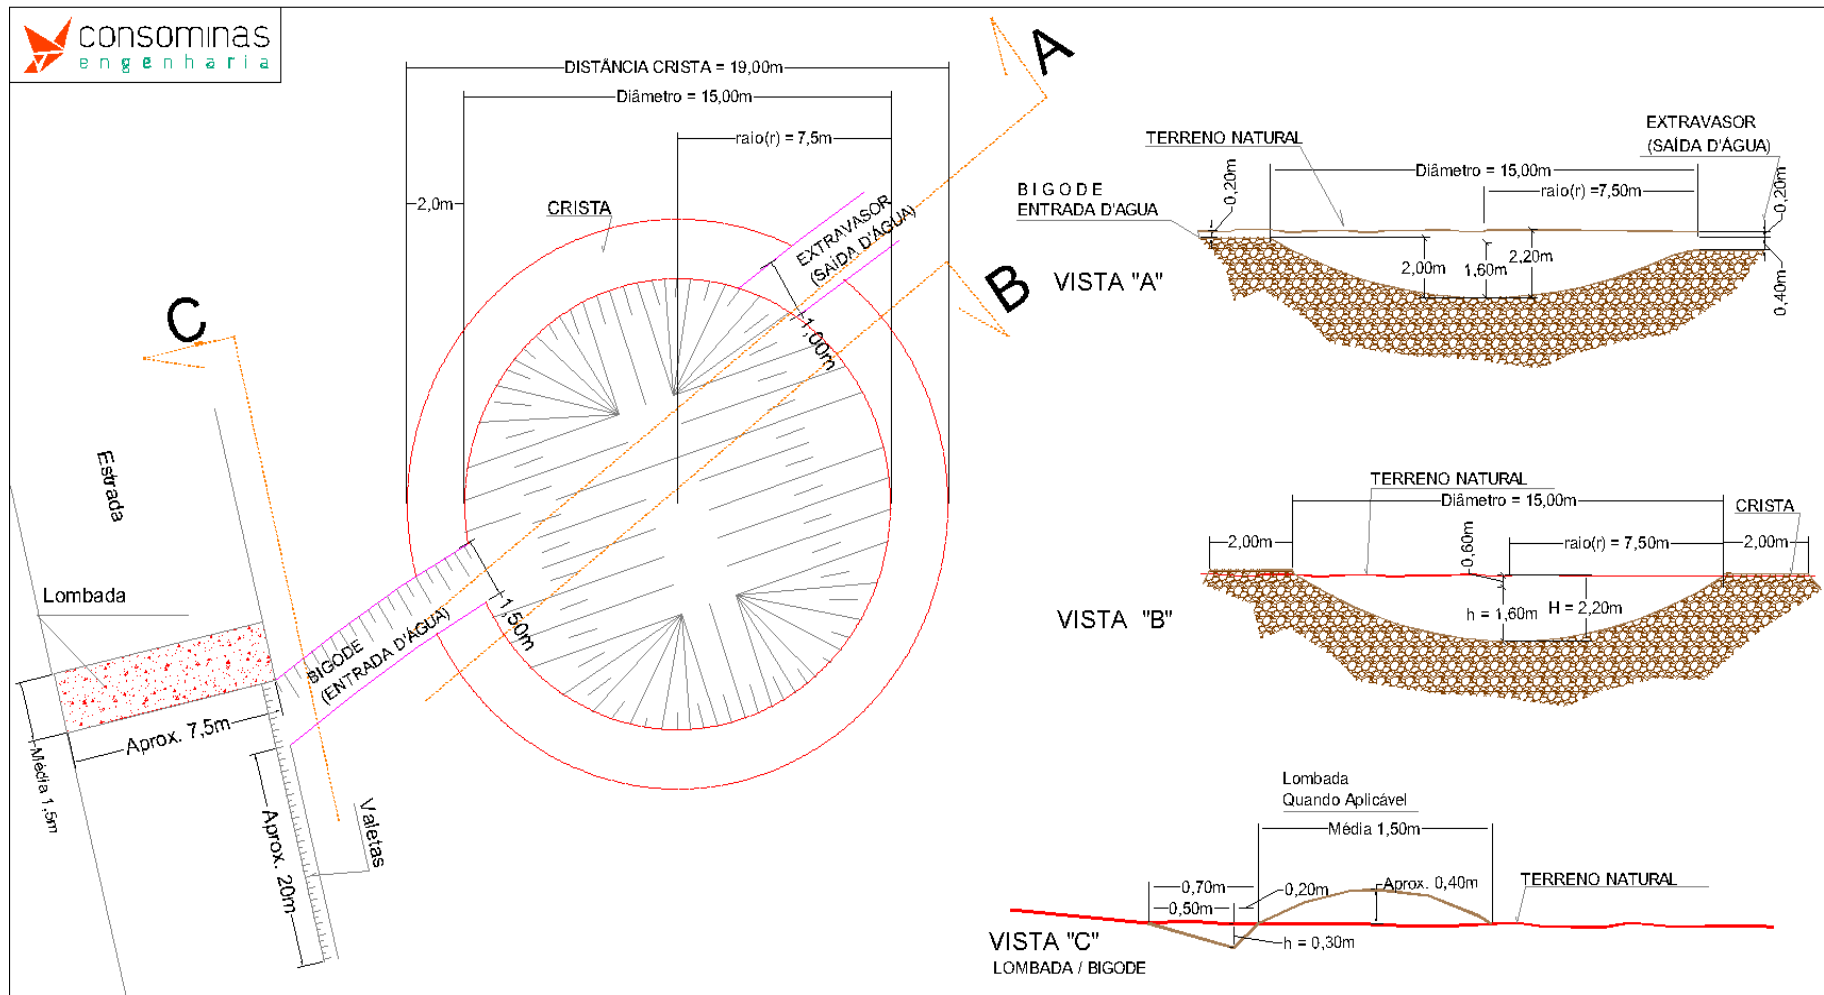 consominas
engenharia
DISTÂNCIA CRISTA = 19,00m
Diâmetro = 15,00m
raio(r) = 7,5m
2,0m
CRISTA
EXTRAVASOR
(SAÍDA D'ÁGUA)
1,00m
A
B
C
Estrada
Lombada
BIGODE
(ENTRADA D'ÁGUA)
1,50m
Aprox. 7,5m
Média 1,5m
Aprox. 20m
Valetas
TERRENO NATURAL
EXTRAVASOR
(SAÍDA D'ÁGUA)
Diâmetro = 15,00m
raio(r) =7,50m
0,20m
0,20m
BIGODE
ENTRADA D'AGUA
2,00m
1,60m
2,20m
0,40m
VISTA "A"
TERRENO NATURAL
Diâmetro = 15,00m
CRISTA
2,00m
0,60m
raio(r) = 7,50m
2,00m
h = 1,60m
H = 2,20m
VISTA "B"
Lombada
Quando Aplicável
Média 1,50m
0,70m
0,20m
Aprox. 0,40m
TERRENO NATURAL
0,50m
h = 0,30m
VISTA "C"
LOMBADA / BIGODE